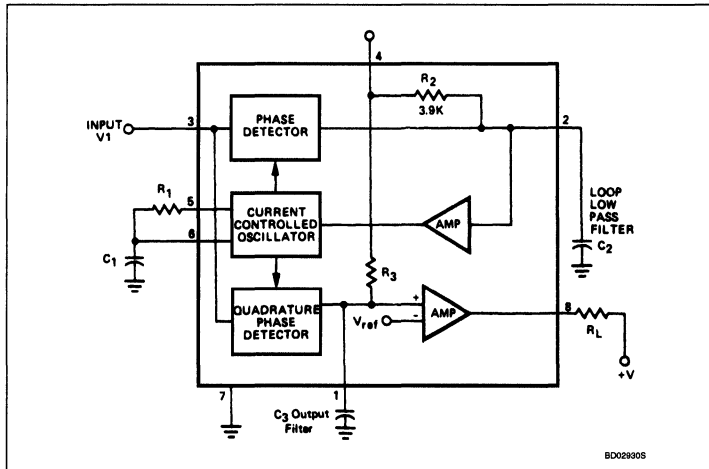 4
R2
3.9K
INPUT
V1
3
PHASE
DETECTOR
2
R1
5
CURRENT
CONTROLLED
OSCILLATOR
6
AMP
LOOP
LOW
PASS
FILTER
C1
C2
R3
QUADRATURE
PHASE
DETECTOR
+
-
Vref
AMP
8
RL
+V
7
1
C3 Output
Filter
BD02930S